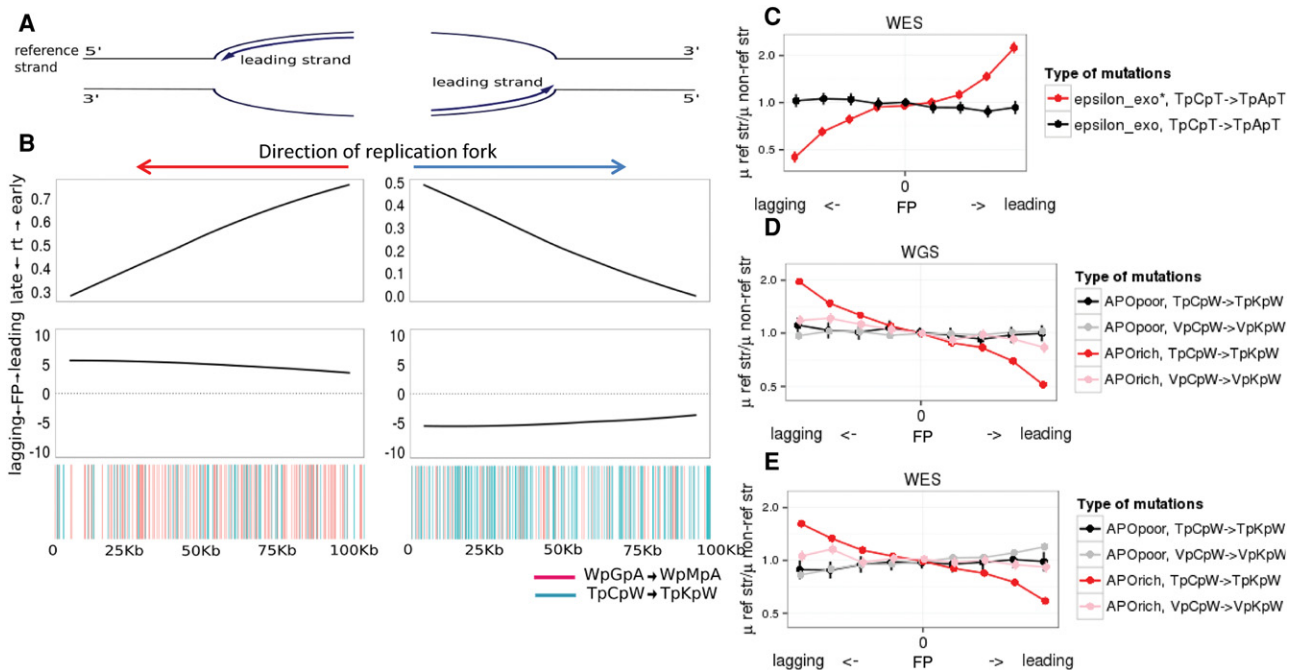 A
reference
strand
5'
3'
leading strand
leading strand
3'
5'
B
Direction of replication fork
late ← rt → early
0.7
0.6
0.5
0.4
0.3
0.5
0.4
0.3
0.2
0.1
0.0
lagging←FP→leading
10
5
0
-5
-10
10
5
0
-5
-10
0 25Kb 50Kb 75Kb 100Kb
0 25Kb 50Kb 75Kb 100Kb
WpGpA→WpMpA
TpCpW→TpKpW
C
WES
μ ref str/μ non-ref str
2.0
1.0
0.5
0
lagging <- FP -> leading
Type of mutations
epsilon_exo*, TpCpT->TpApT
epsilon_exo, TpCpT->TpApT
D
WGS
μ ref str/μ non-ref str
2.0
1.0
0.5
0
lagging <- FP -> leading
Type of mutations
APOpoor, TpCpW->TpKpW
APOpoor, VpCpW->VpKpW
APOrich, TpCpW->TpKpW
APOrich, VpCpW->VpKpW
E
WES
μ ref str/μ non-ref str
2.0
1.0
0.5
0
lagging <- FP -> leading
Type of mutations
APOpoor, TpCpW->TpKpW
APOpoor, VpCpW->VpKpW
APOrich, TpCpW->TpKpW
APOrich, VpCpW->VpKpW